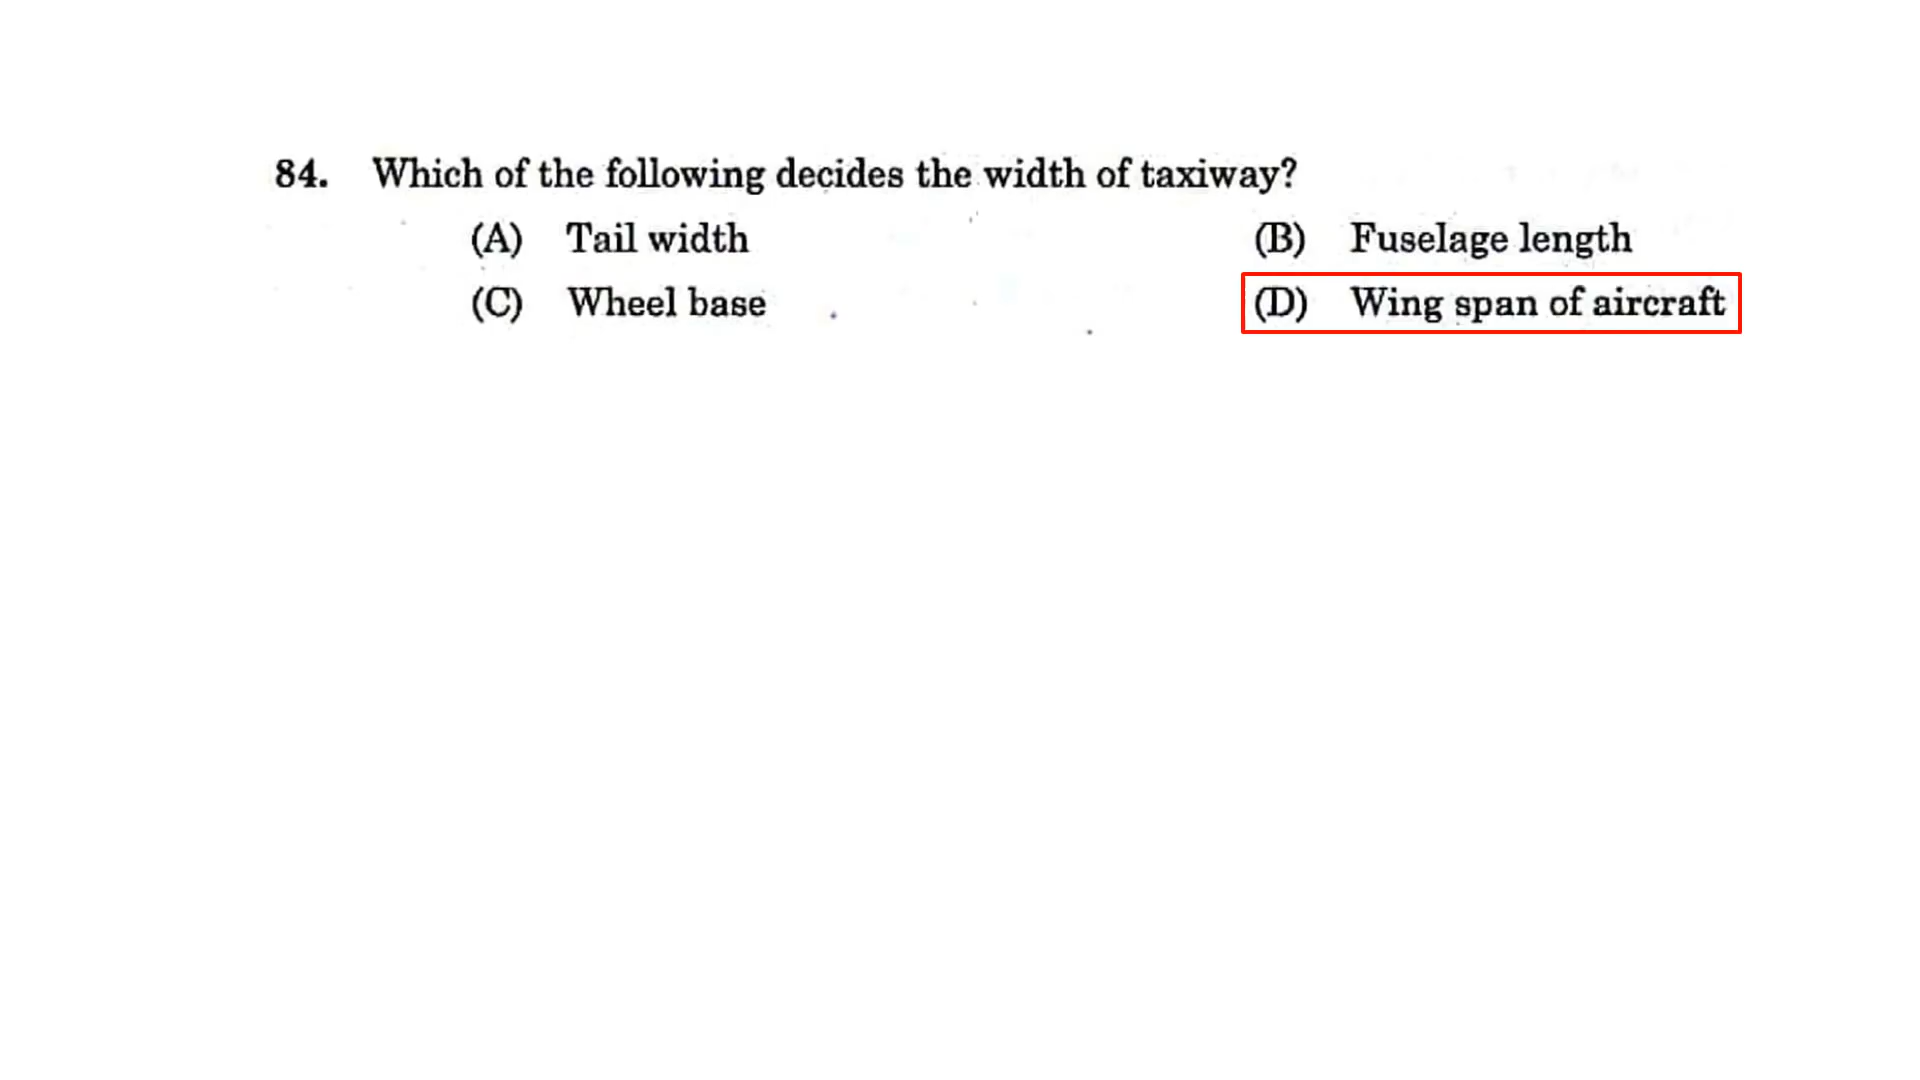 84. Which of the following decides the width of taxiway?
(A) Tail width (B) Fuselage length
(C) Wheel base (D) Wing span of aircraft